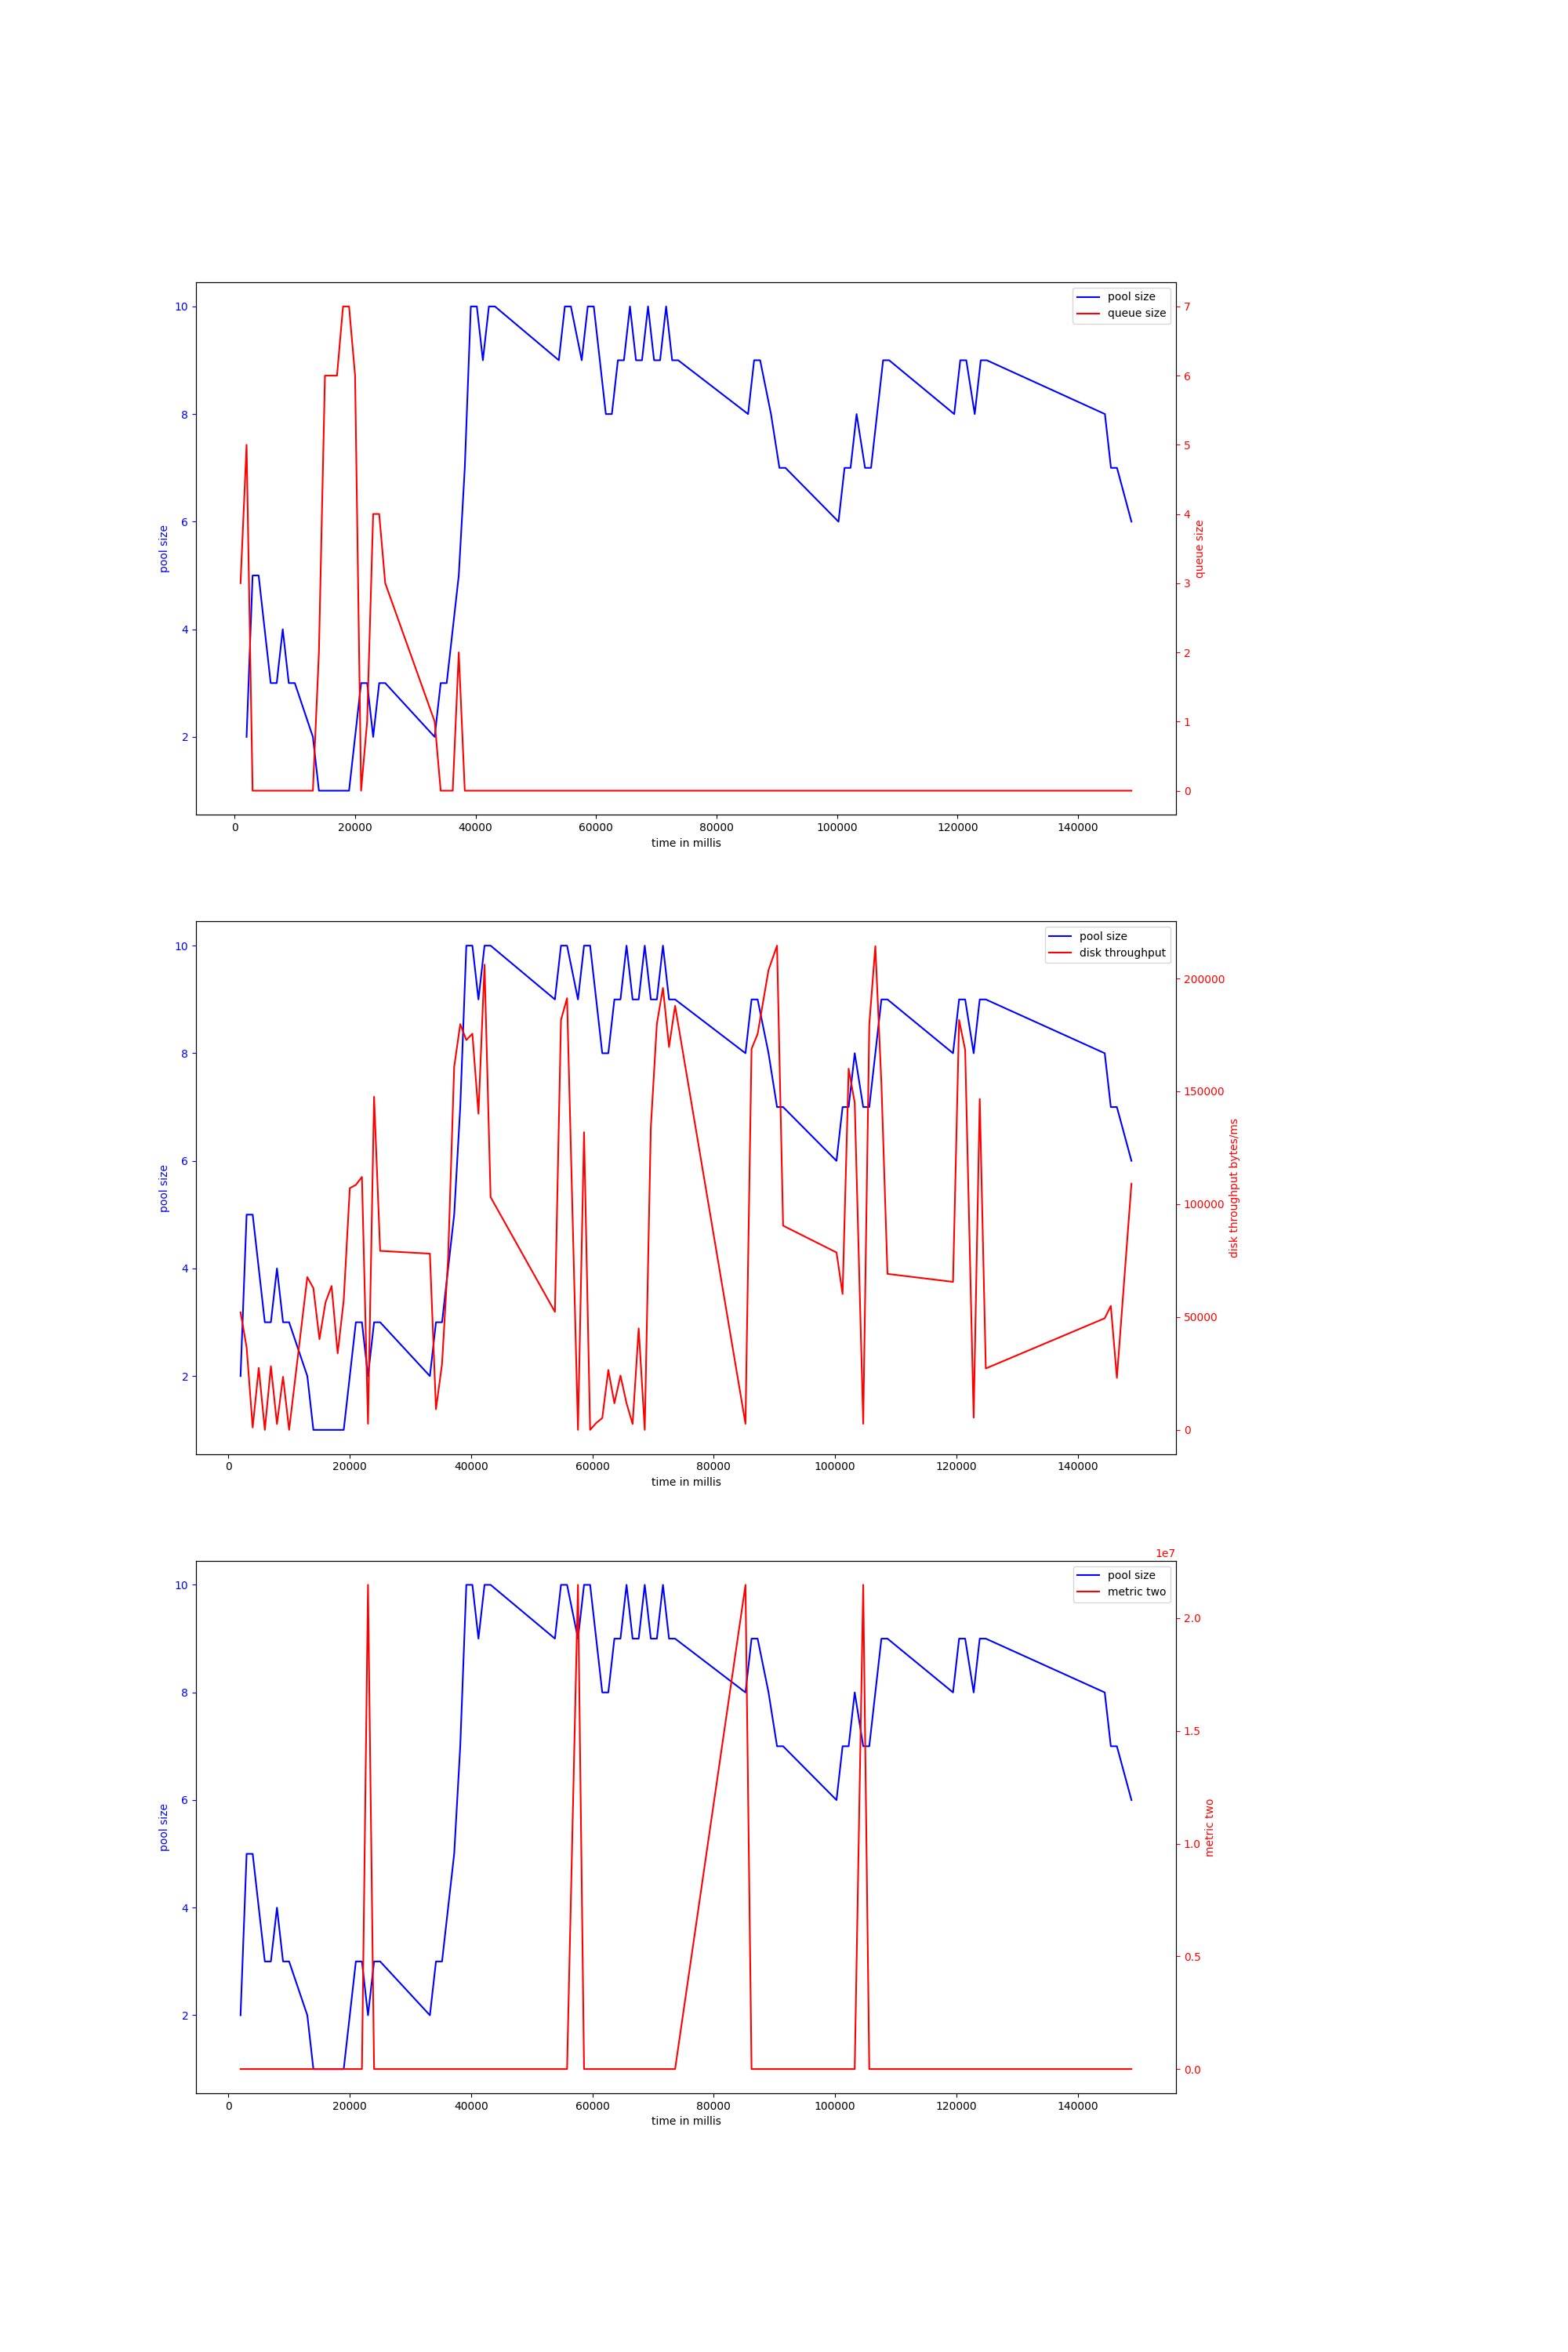 pool size
queue size
10
8
6
4
2
pool size
7
6
5
4
3
2
1
0
queue size
0 20000 40000 60000 80000 100000 120000 140000
time in millis
pool size
disk throughput
10
8
6
4
2
pool size
200000
150000
100000
50000
0
disk throughput bytes/ms
0 20000 40000 60000 80000 100000 120000 140000
time in millis
1e7
pool size
metric two
10
8
6
4
2
pool size
2.0
1.5
1.0
0.5
0.0
metric two
0 20000 40000 60000 80000 100000 120000 140000
time in millis